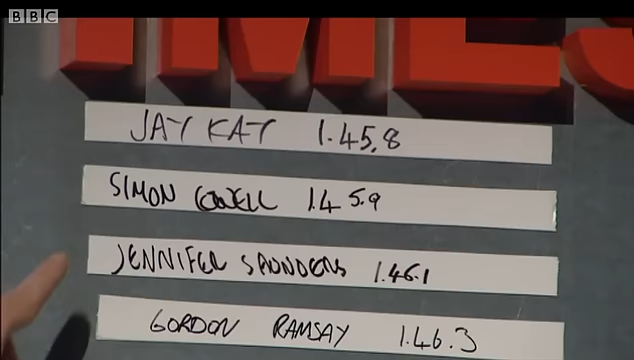 BBC
IMES
JAY KAY 1.45.8
SIMON COWELL 1.45.9
JENNIFER SAUNDERS 1.46.1
GORDON RAMSAY 1.46.3